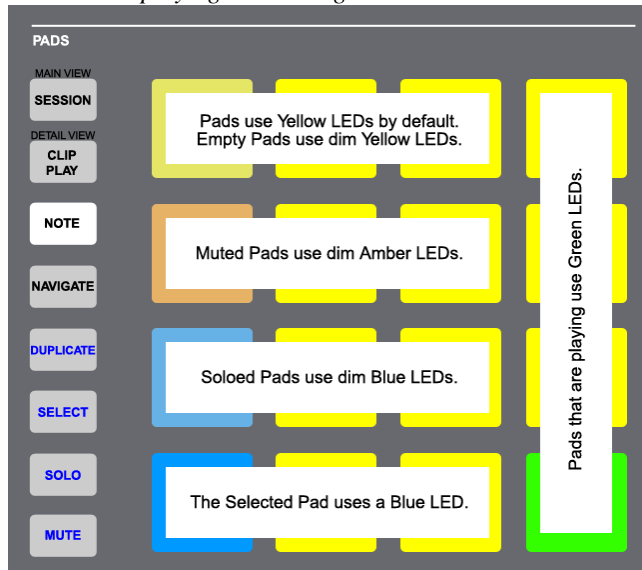 PADS
MAIN VIEW
SESSION
DETAIL VIEW
CLIP
PLAY
NOTE
NAVIGATE
DUPLICATE
SELECT
SOLO
MUTE
Pads use Yellow LEDs by default.
Empty Pads use dim Yellow LEDs.
Muted Pads use dim Amber LEDs.
Soloed Pads use dim Blue LEDs.
The Selected Pad uses a Blue LED.
Pads that are playing use Green LEDs.